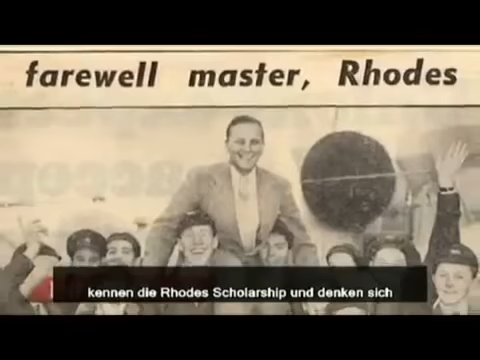 farewell master, Rhodes
kennen die Rhodes Scholarship und denken sich